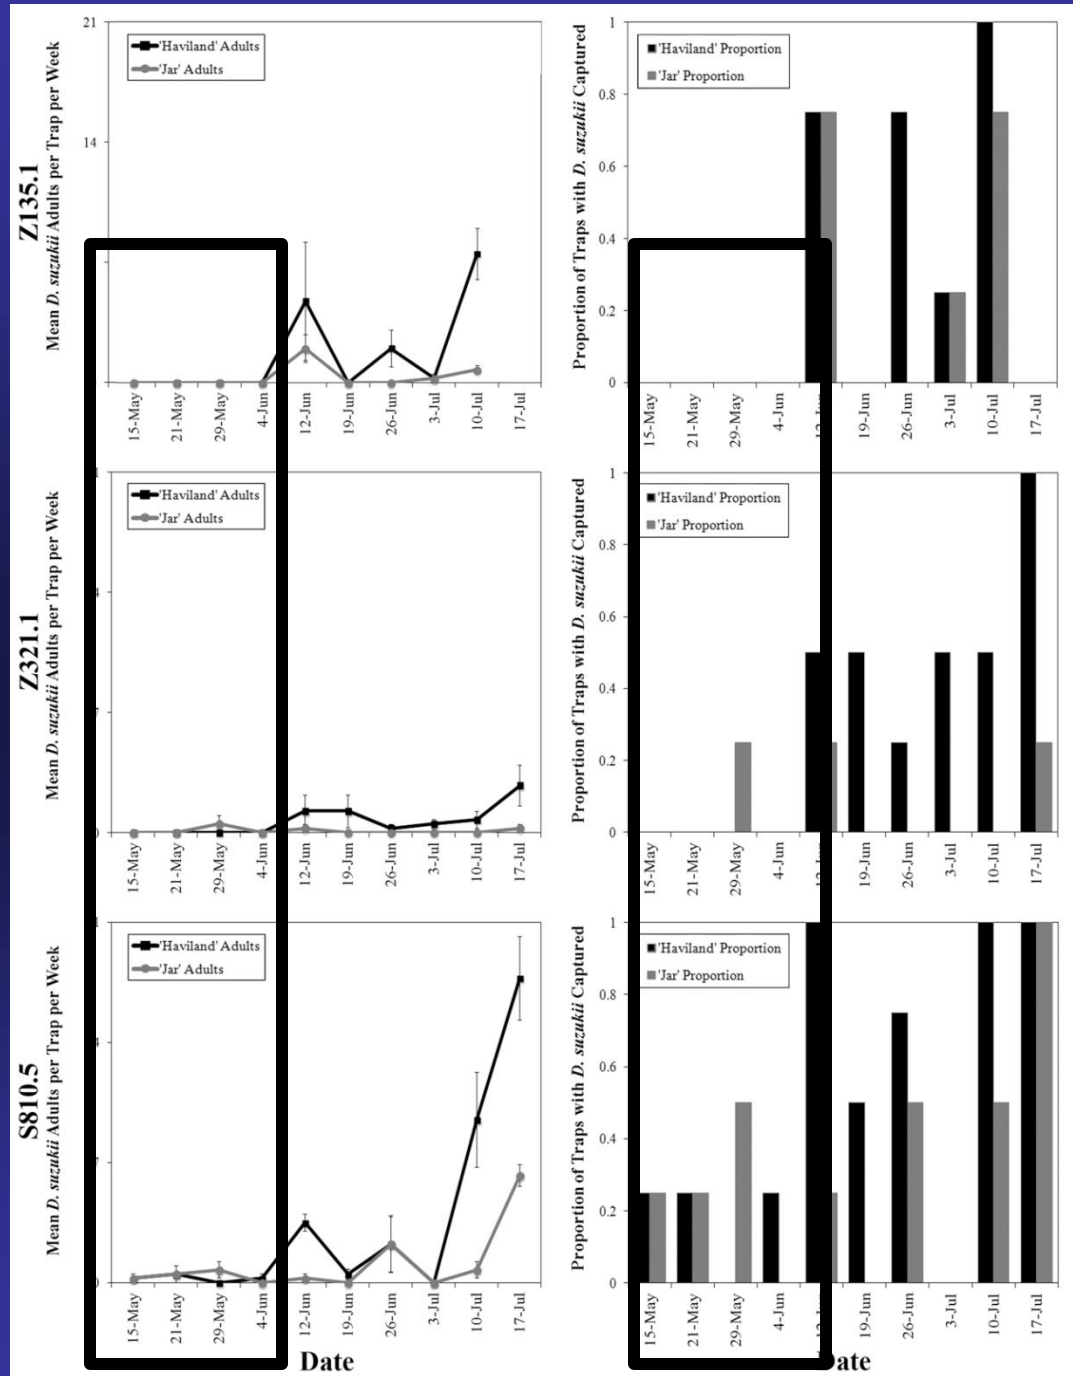 Z135.1
Mean D. suzukii Adults per Trap per Week
21
14
'Haviland' Adults
'Jar' Adults
15-May
21-May
29-May
4-Jun
12-Jun
19-Jun
26-Jun
3-Jul
10-Jul
17-Jul
Proportion of Traps with D. suzukii Captured
1
0.8
0.6
0.4
0.2
0
'Haviland' Proportion
'Jar' Proportion
15-May
21-May
29-May
4-Jun
19-Jun
26-Jun
3-Jul
10-Jul
17-Jul
Z321.1
Mean D. suzukii Adults per Trap per Week
'Haviland' Adults
'Jar' Adults
15-May
21-May
29-May
4-Jun
12-Jun
19-Jun
26-Jun
3-Jul
10-Jul
17-Jul
Proportion of Traps with D. suzukii Captured
1
0.8
0.6
0.4
0.2
0
'Haviland' Proportion
'Jar' Proportion
15-May
21-May
29-May
4-Jun
19-Jun
26-Jun
3-Jul
10-Jul
17-Jul
S810.5
Mean D. suzukii Adults per Trap per Week
'Haviland' Adults
'Jar' Adults
15-May
21-May
29-May
4-Jun
12-Jun
19-Jun
26-Jun
3-Jul
10-Jul
17-Jul
Date
Proportion of Traps with D. suzukii Captured
1
0.8
0.6
0.4
0.2
0
'Haviland' Proportion
'Jar' Proportion
15-May
21-May
29-May
4-Jun
19-Jun
26-Jun
3-Jul
10-Jul
17-Jul
Date